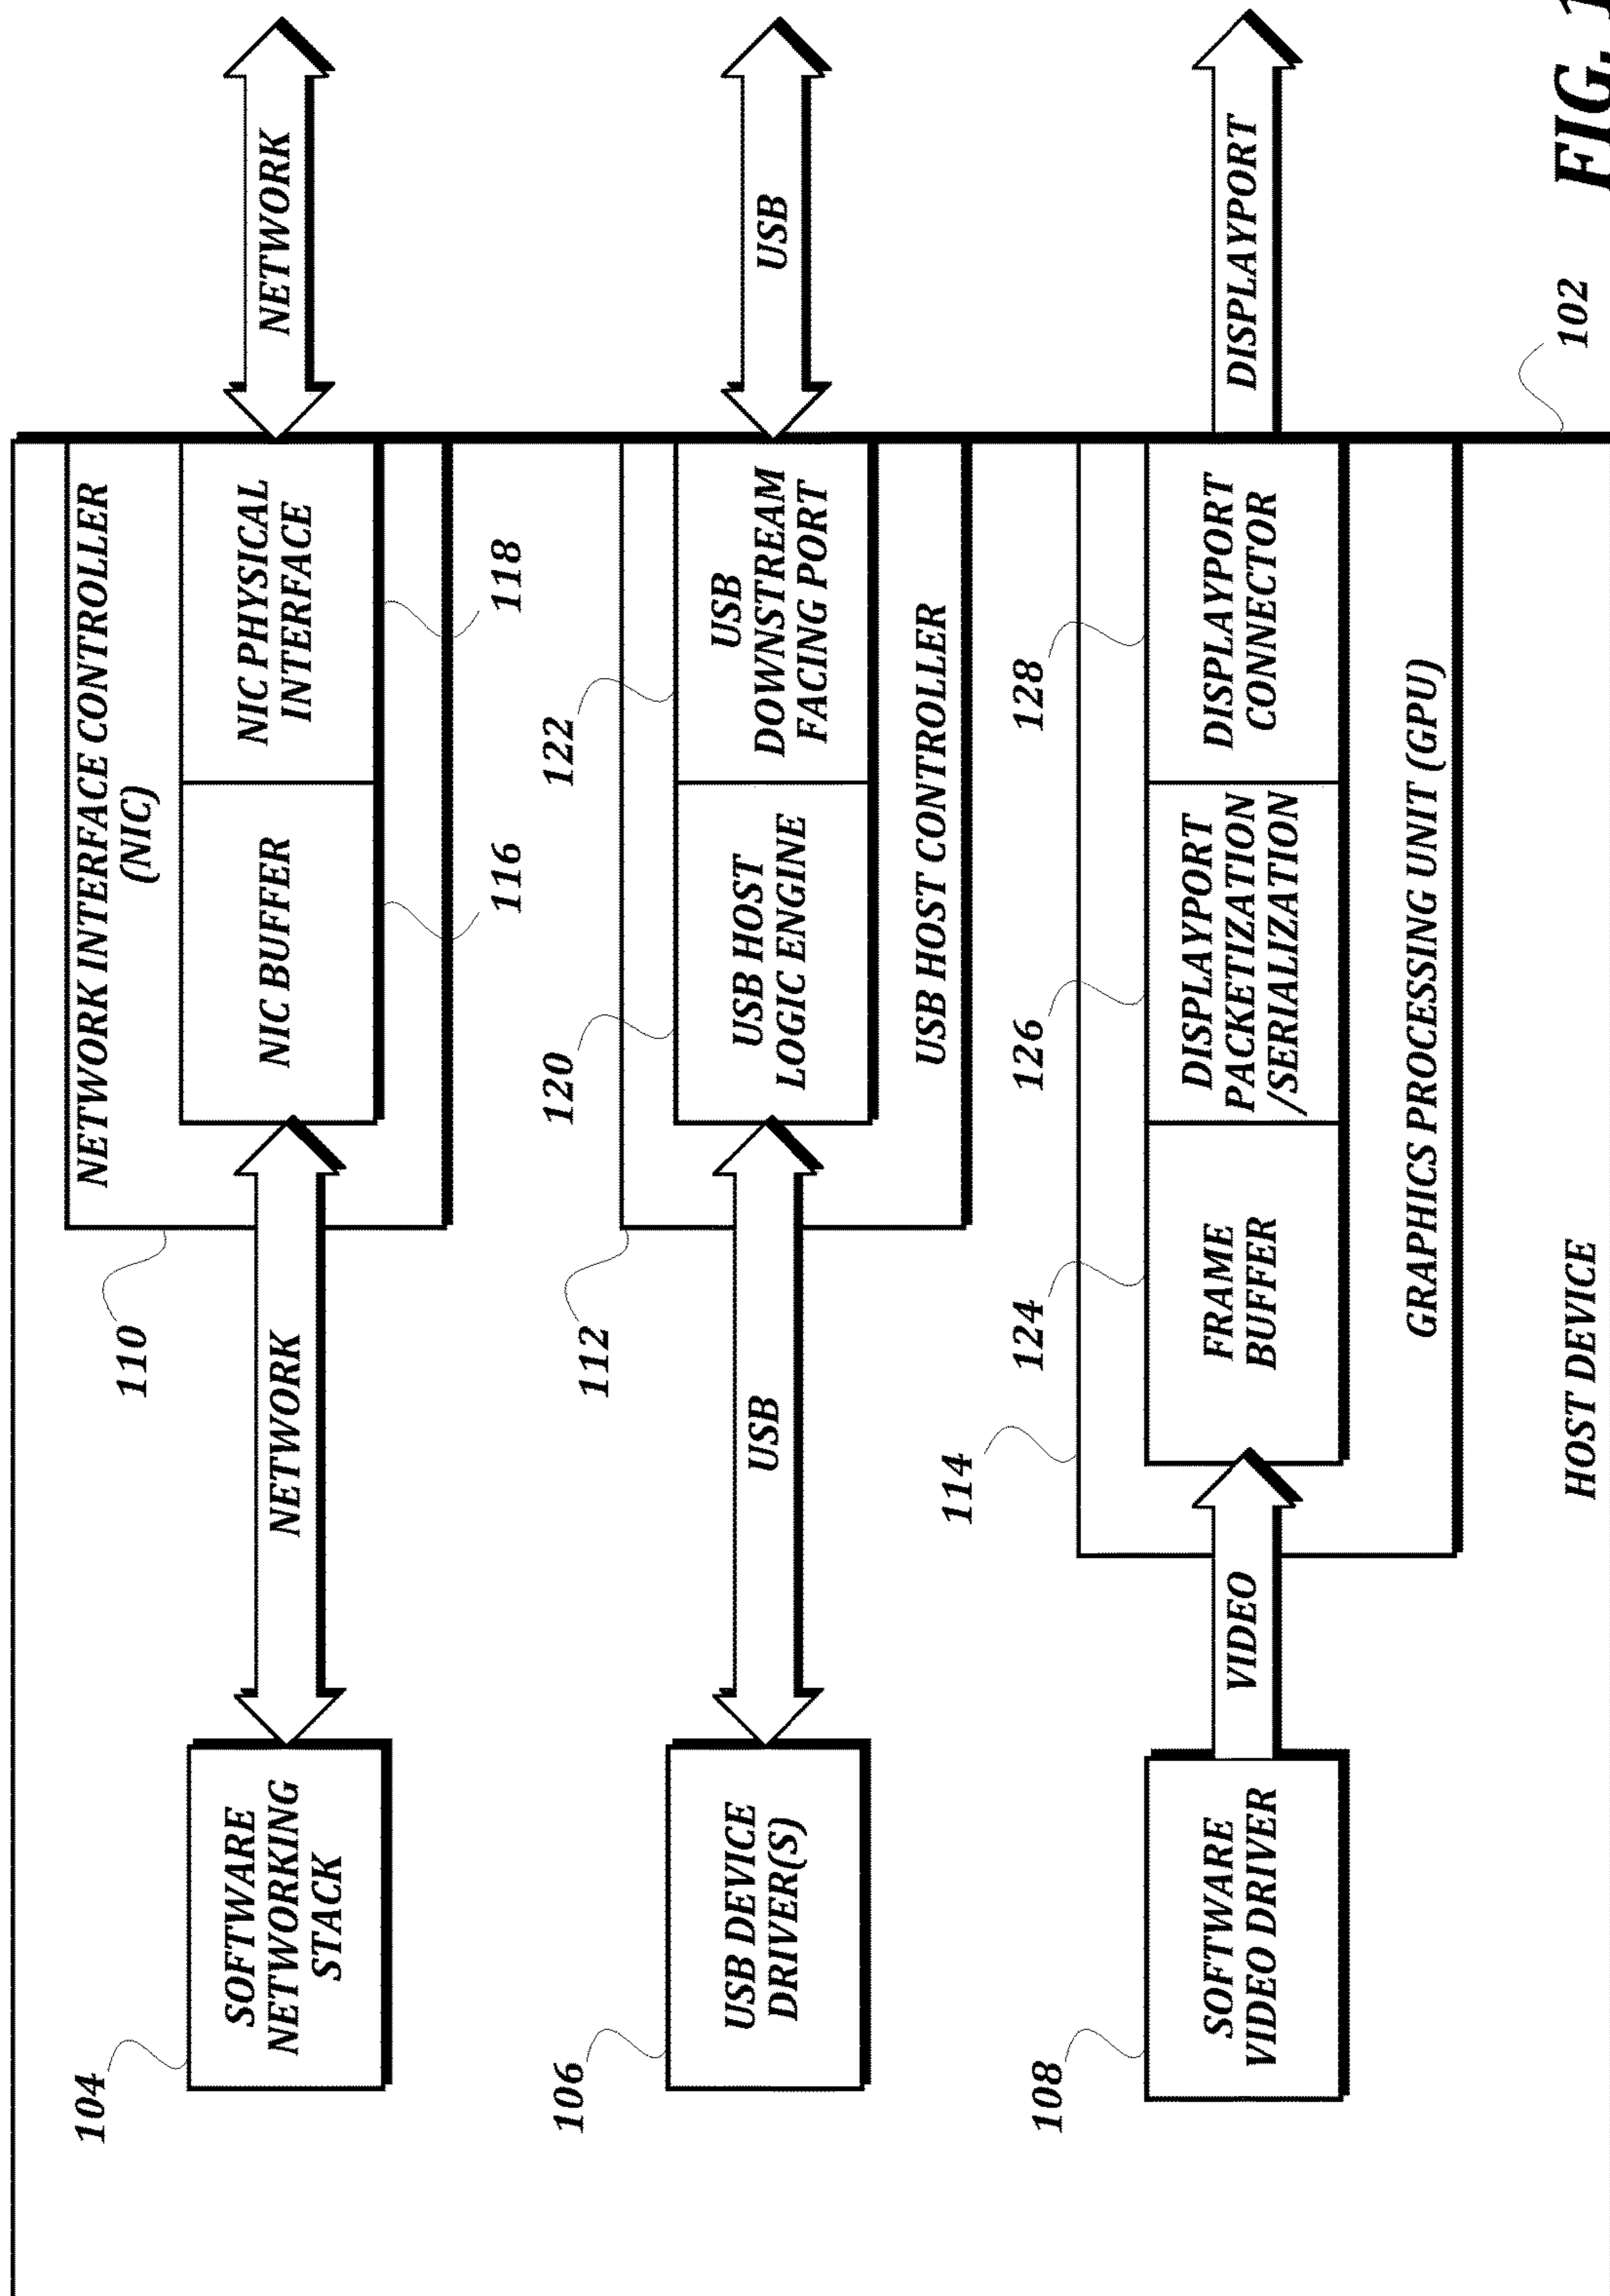 104
SOFTWARE
NETWORKING
STACK
NETWORK
110
NETWORK INTERFACE CONTROLLER
(NIC)
NIC BUFFER
NIC PHYSICAL
INTERFACE
116
118
NETWORK
106
USB DEVICE
DRIVER(S)
USB
112
120
122
USB HOST
LOGIC ENGINE
USB
DOWNSTREAM
FACING PORT
USB HOST CONTROLLER
USB
108
SOFTWARE
VIDEO DRIVER
VIDEO
114
124
126
128
FRAME
BUFFER
DISPLAYPORT
PACKETIZATION
/SERIALIZATION
DISPLAYPORT
CONNECTOR
GRAPHICS PROCESSING UNIT (GPU)
DISPLAYPORT
HOST DEVICE
102
FIG. 1